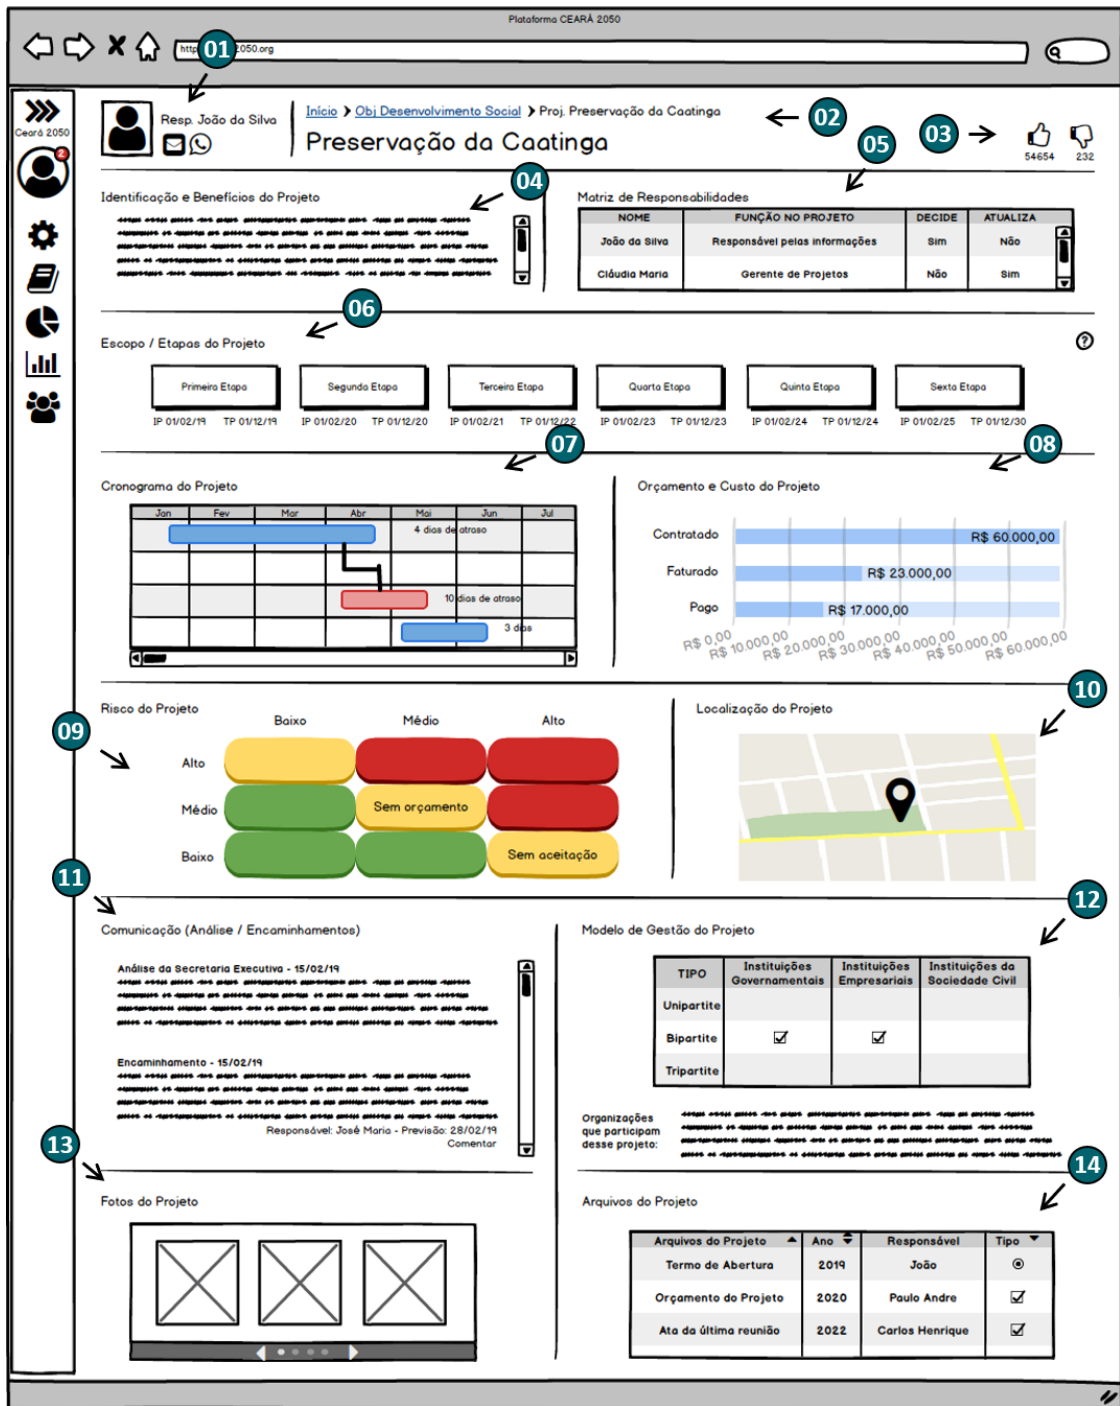 Plataforma CEARÁ 2050
01
2050.org
Ceará 2050
2
Resp. João da Silva
Início > Obj Desenvolvimento Social > Proj. Preservação da Caatinga
02
Preservação da Caatinga
03
54654
232
04
05
Identificação e Benefícios do Projeto
Matriz de Responsabilidades
NOME FUNÇÃO NO PROJETO DECIDE ATUALIZA
João da Silva Responsável pelas informações Sim Não
Cláudia Maria Gerente de Projetos Não Sim
06
Escopo / Etapas do Projeto
?
Primeira Etapa Segunda Etapa Terceira Etapa Quarta Etapa Quinta Etapa Sexta Etapa
IP 01/02/19 TP 01/12/19 IP 01/02/20 TP 01/12/20 IP 01/02/21 TP 01/12/22 IP 01/02/23 TP 01/12/23 IP 01/02/24 TP 01/12/24 IP 01/02/25 TP 01/12/30
07
08
Cronograma do Projeto
Jan Fev Mar Abr Mai Jun Jul
4 dias de atraso
10 dias de atraso
3 dias
Orçamento e Custo do Projeto
Contratado R$ 60.000,00
Faturado R$ 23.000,00
Pago R$ 17.000,00
R$ 0,00 R$ 10.000,00 R$ 20.000,00 R$ 30.000,00 R$ 40.000,00 R$ 50.000,00 R$ 60.000,00
09
Risco do Projeto
Baixo Médio Alto
Alto
Médio Sem orçamento
Baixo Sem aceitação
10
Localização do Projeto
11
Comunicação (Análise / Encaminhamentos)
Análise da Secretaria Executiva - 15/02/19
Encaminhamento - 15/02/19
Responsável: José Maria - Previsão: 28/02/19
Comentar
12
Modelo de Gestão do Projeto
TIPO Instituições Governamentais Instituições Empresariais Instituições da Sociedade Civil
Unipartite
Bipartite
Tripartite
Organizações
que participam
desse projeto:
13
Fotos do Projeto
14
Arquivos do Projeto
Arquivos do Projeto Ano Responsável Tipo
Termo de Abertura 2019 João
Orçamento do Projeto 2020 Paulo Andre
Ata da última reunião 2022 Carlos Henrique